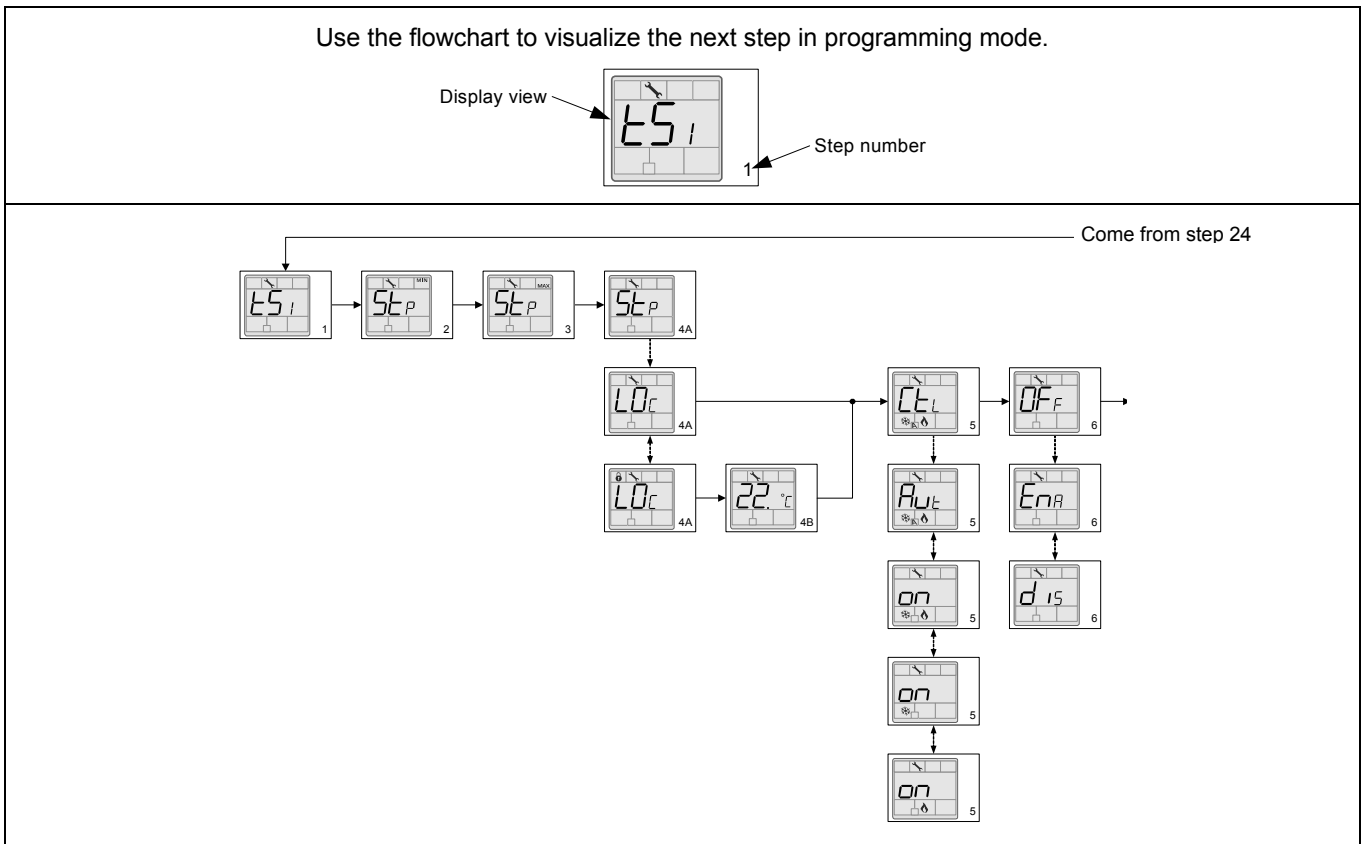 Use the flowchart to visualize the next step in programming mode.
Display view
tS1
Step number
1
Come from step 24
tS1
1
MIN
StP
2
MAX
StP
3
StP
4A
LOC
4A
CtL
5
OFF
6
LOC
4A
22. °C
4B
Aut
5
EnA
6
on
5
dis
6
on
5
on
5